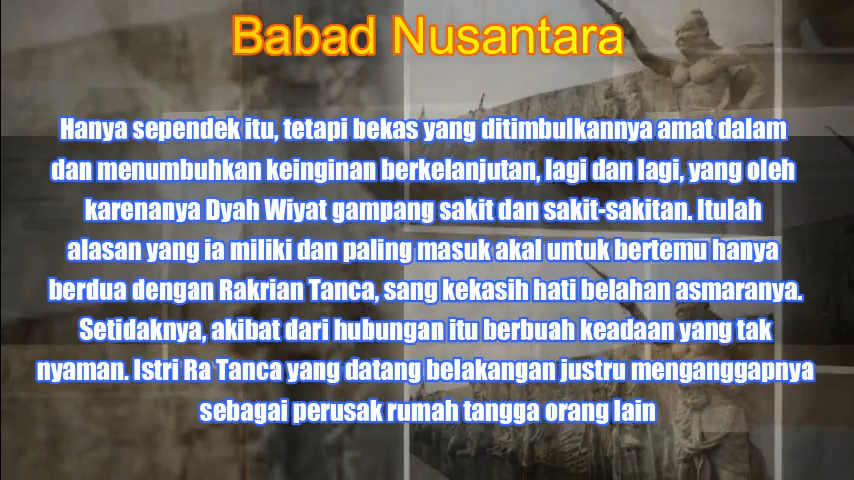 Babad Nusantara
Hanya sependek itu, tetapi bekas yang ditimbulkannya amat dalam
dan menumbuhkan keinginan berkelanjutan, lagi dan lagi, yang oleh
karenanya Dyah Wiyat gampang sakit dan sakit-sakitan. Itulah
alasan yang ia miliki dan paling masuk akal untuk bertemu hanya
berdua dengan Rakrian Tanca, sang kekasih hati belahan asmaranya.
Setidaknya, akibat dari hubungan itu berbuah keadaan yang tak
nyaman. Istri Ra Tanca yang datang belakangan justru menganggapnya
sebagai perusak rumah tangga orang lain